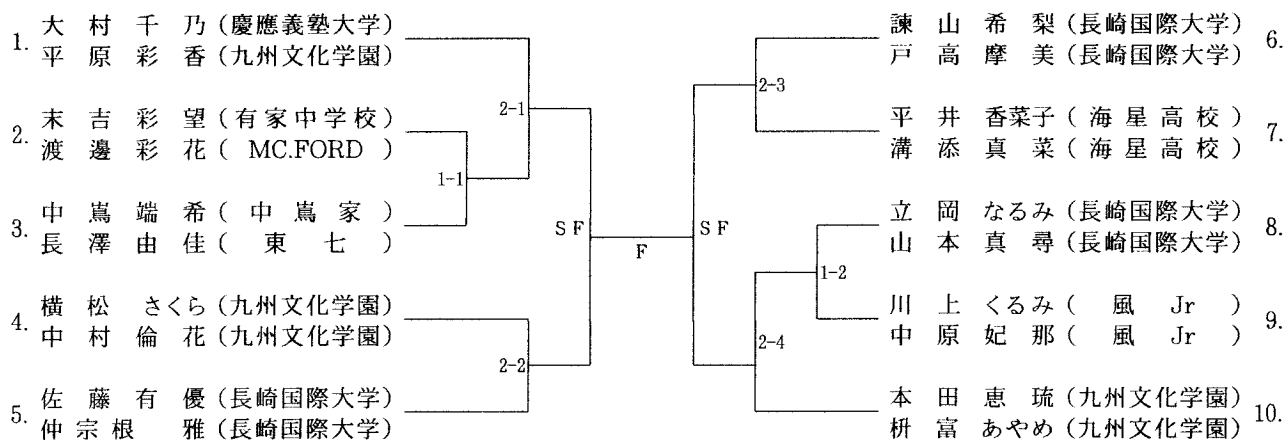 1. 大村千乃(慶應義塾大学)
平原彩香(九州文化学園)
2-1
2. 末吉彩望(有家中学校)
渡邊彩花( MC.FORD )
1-1
3. 中嶌端希( 中嶌家 )
長澤由佳( 東七 )
SF
4. 横松さくら(九州文化学園)
中村倫花(九州文化学園)
2-2
5. 佐藤有優(長崎国際大学)
仲宗根雅(長崎国際大学)
F
諫山希梨(長崎国際大学) 6.
戸高摩美(長崎国際大学)
2-3
平井香菜子(海星高校) 7.
溝添真菜(海星高校)
SF
立岡なるみ(長崎国際大学) 8.
山本真尋(長崎国際大学)
1-2
川上くるみ( 風 Jr ) 9.
中原妃那( 風 Jr )
2-4
本田恵琉(九州文化学園) 10.
枡富あやめ(九州文化学園)